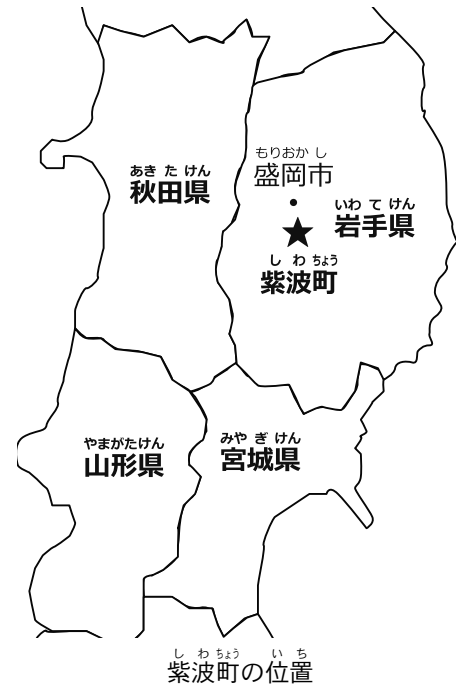 あきたけん
秋田県
もりおかし
盛岡市
いわてけん
岩手県
しわちょう
紫波町
やまがたけん
山形県
みやぎけん
宮城県
しわちょう いち
紫波町の位置